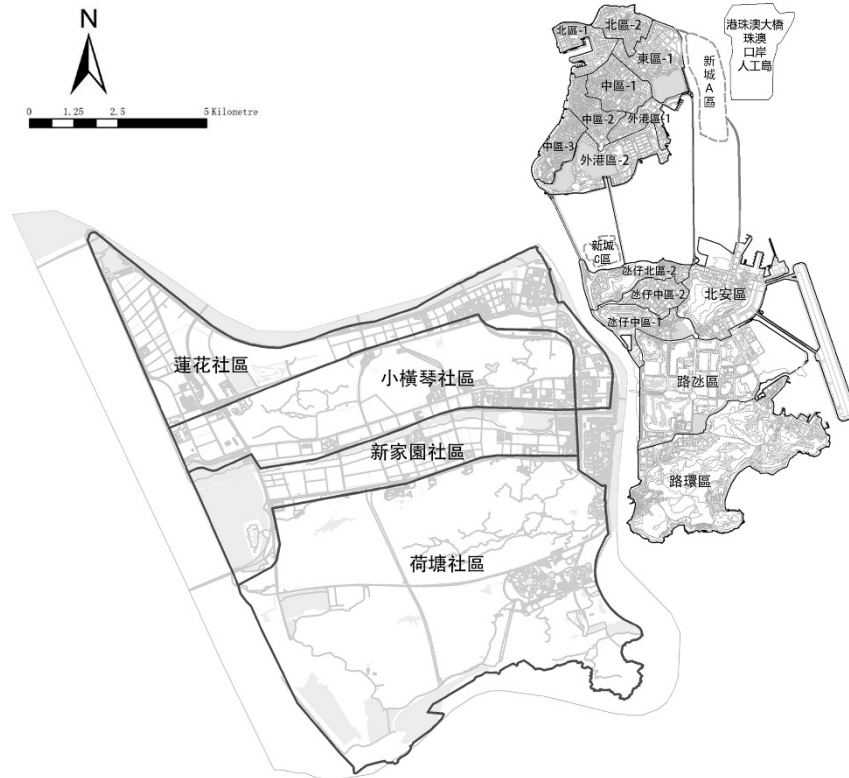 N
0 1.25 2.5 5 Kilometre
港珠澳大橋
珠澳
口岸
人工島
北區-1
北區-2
東區-1
新城A區
中區-1
中區-2
外港區-1
中區-3
外港區-2
新城
C區
氹仔北區-2
氹仔中區-2
北安區
氹仔中區-1
路氹區
路環區
蓮花社區
小橫琴社區
新家園社區
荷塘社區